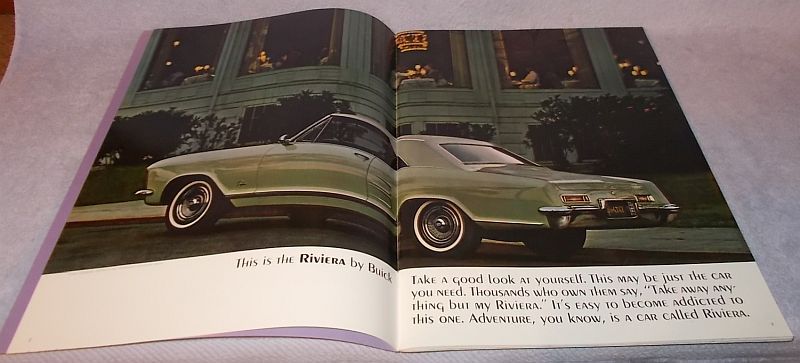 This is the Riviera by Buick
Take a good look at yourself. This may be just the car
you need. Thousands who own them say, "Take away any-
thing but my Riviera." It's easy to become addicted to
this one. Adventure, you know, is a car called Riviera.